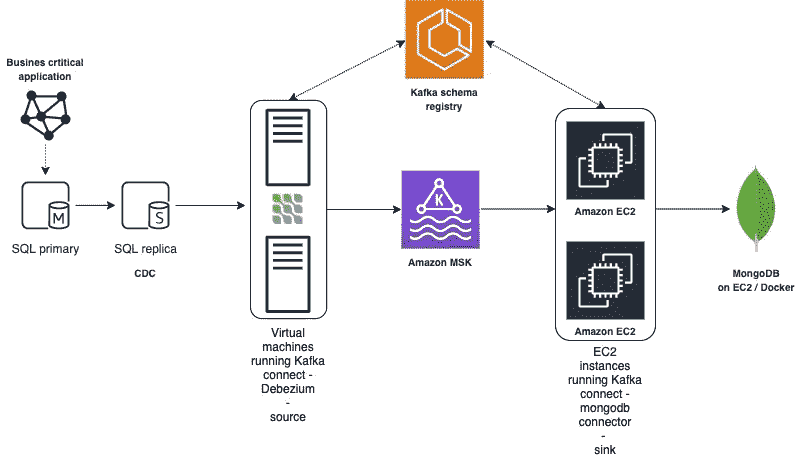 Busines crtitical
application
M
SQL primary
S
SQL replica
CDC
Virtual
machines
running Kafka
connect -
Debezium
-
source
Kafka schema
registry
K
Amazon MSK
Amazon EC2
Amazon EC2
EC2
instances
running Kafka
connect -
mongodb
connector
-
sink
MongoDB
on EC2 / Docker